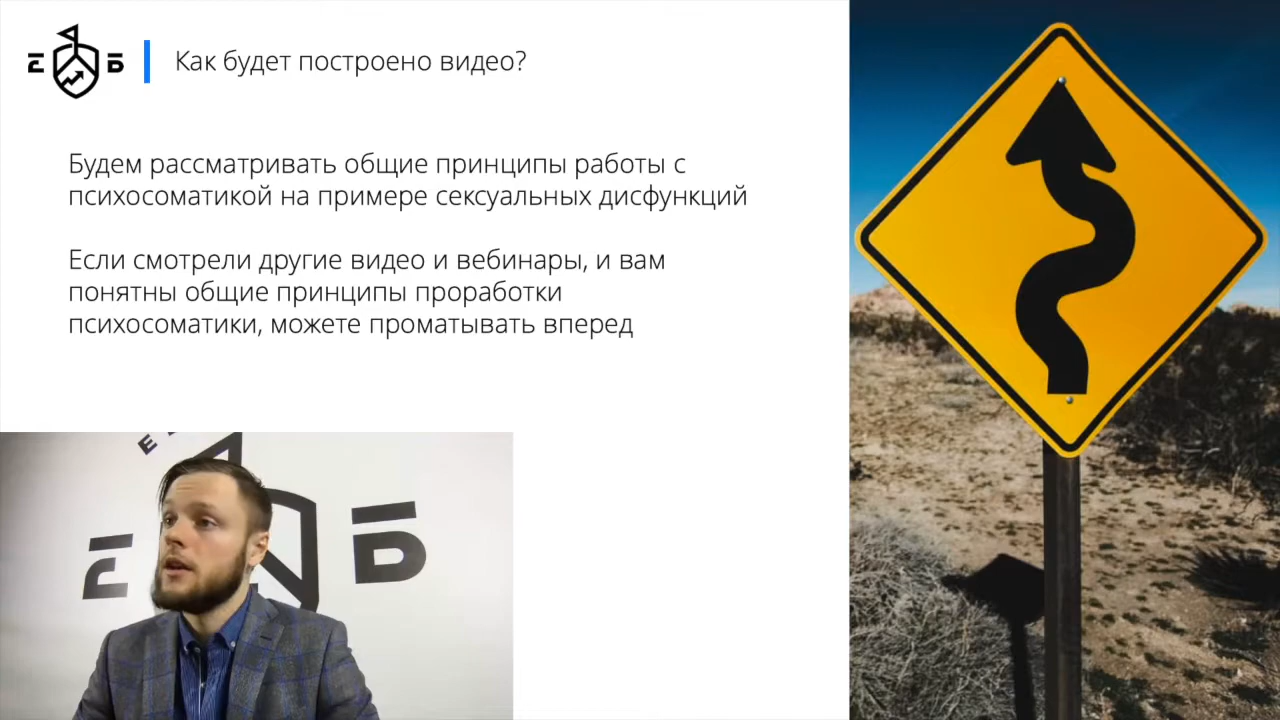 Е Б
Как будет построено видео?
Будем рассматривать общие принципы работы с
психосоматикой на примере сексуальных дисфункций
Если смотрели другие видео и вебинары, и вам
понятны общие принципы проработки
психосоматики, можете проматывать вперед
Е
Е Б